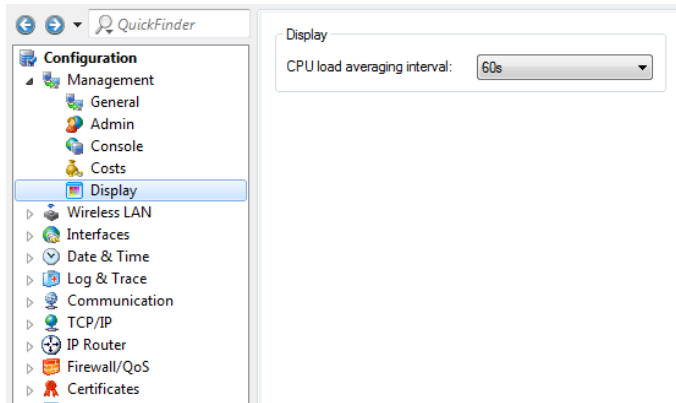 QuickFinder
Configuration
Management
General
Admin
Console
Costs
Display
Wireless LAN
Interfaces
Date & Time
Log & Trace
Communication
TCP/IP
IP Router
Firewall/QoS
Certificates
Display
CPU load averaging interval: 60s